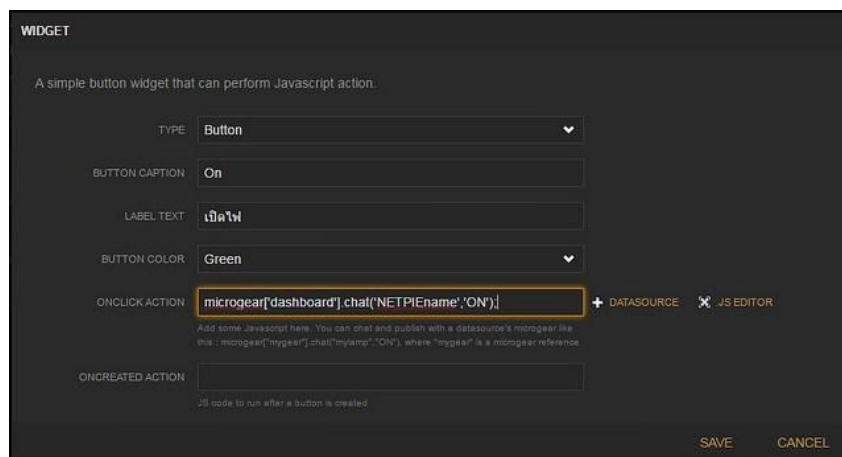 WIDGET
A simple button widget that can perform Javascript action.
TYPE Button
BUTTON CAPTION On
LABEL TEXT เปิดไฟ
BUTTON COLOR Green
ONCLICK ACTION microgear['dashboard'].chat('NETPIEname','ON'); + DATASOURCE .JS EDITOR
Add some Javascript here. You can chat and publish with a datasource's microgear like
this : microgear["mygear"].chat("mylamp","ON"), where "mygear" is a microgear reference.
ONCREATED ACTION
JS code to run after a button is created
SAVE CANCEL